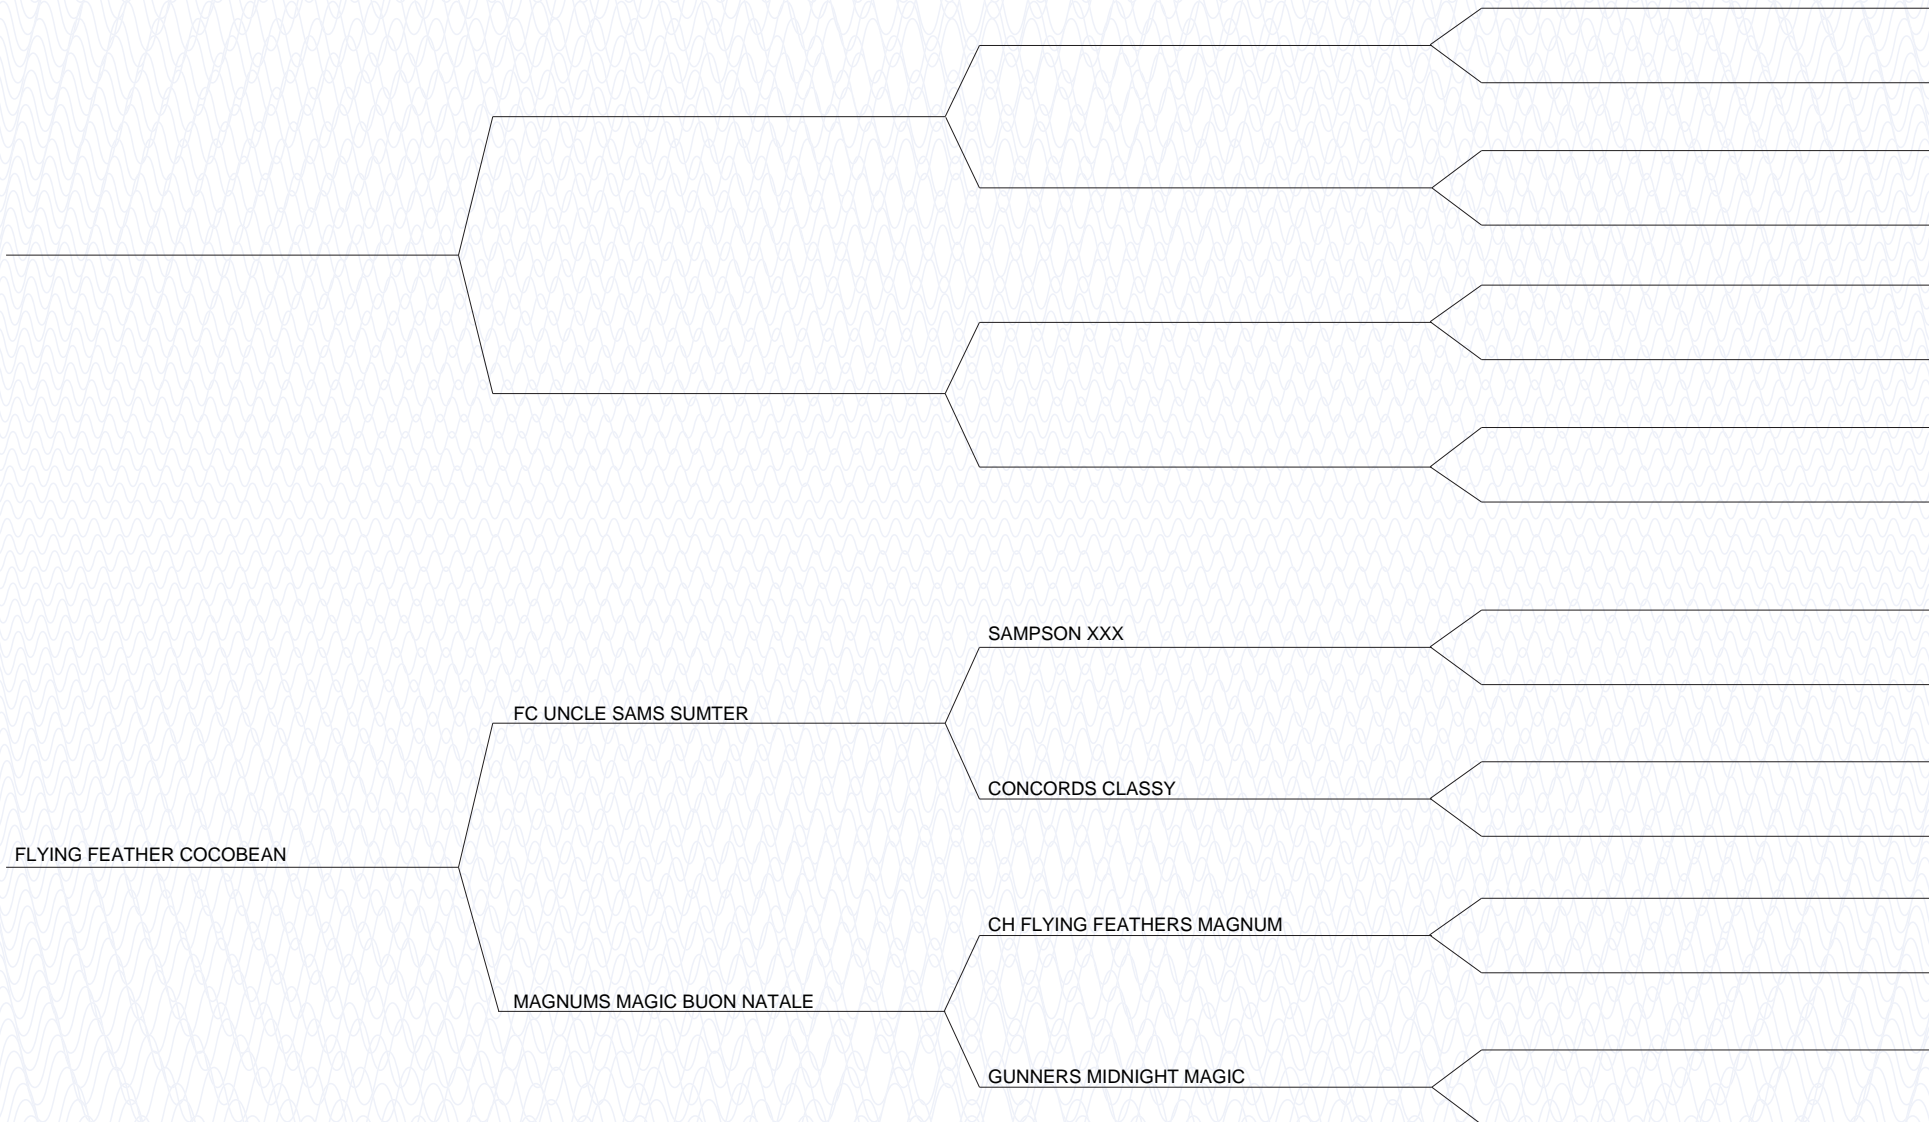 SAMPSON XXX
FC UNCLE SAMS SUMTER
CONCORDS CLASSY
FLYING FEATHER COCOBEAN
CH FLYING FEATHERS MAGNUM
MAGNUMS MAGIC BUON NATALE
GUNNERS MIDNIGHT MAGIC